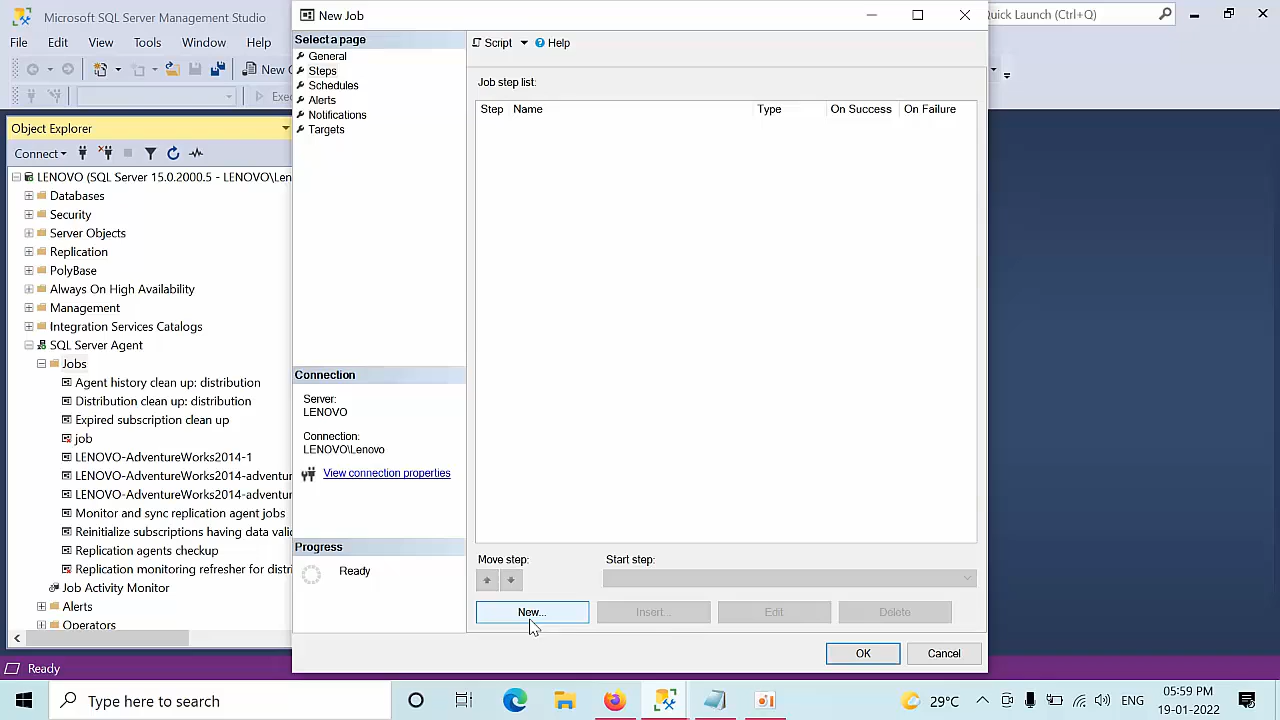 Microsoft SQL Server Management Studio
New Job
Quick Launch (Ctrl+Q)
File Edit View Tools Window Help
Select a page
General
Steps
Schedules
Alerts
Notifications
Targets
Script Help
New
Exec
Job step list:
Step Name Type On Success On Failure
Object Explorer
Connect
LENOVO (SQL Server 15.0.2000.5 - LENOVO\Len
Databases
Security
Server Objects
Replication
PolyBase
Always On High Availability
Management
Integration Services Catalogs
SQL Server Agent
Jobs
Agent history clean up: distribution
Distribution clean up: distribution
Expired subscription clean up
job
LENOVO-AdventureWorks2014-1
LENOVO-AdventureWorks2014-adventur
LENOVO-AdventureWorks2014-adventur
Monitor and sync replication agent jobs
Reinitialize subscriptions having data vali
Replication agents checkup
Replication monitoring refresher for distri
Job Activity Monitor
Alerts
Operators
Connection
Server:
LENOVO
Connection:
LENOVO\Lenovo
View connection properties
Progress
Ready
Move step: Start step:
New... Insert... Edit Delete
OK Cancel
Ready
Type here to search
29°C
ENG
05:59 PM
19-01-2022